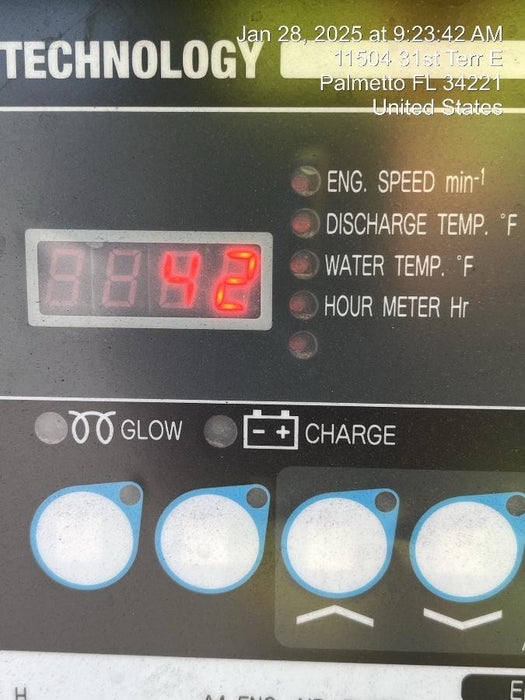 Jan 28, 2025 at 9:23:42 AM
11504 31st Terr E
Palmetto FL 34221
United States
TECHNOLOGY
ENG. SPEED min-1
DISCHARGE TEMP. °F
42
WATER TEMP. °F
HOUR METER Hr
GLOW
- +
CHARGE
H